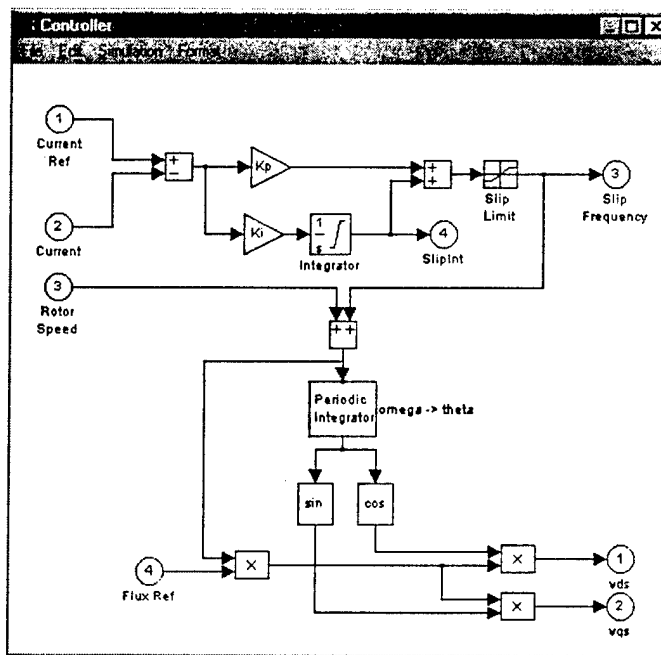 Controller
File Edit Simulation Format
1
Current
Ref
+
−
Kp
+
+
Slip
Limit
3
Slip
Frequency
2
Current
Ki
1
s
Integrator
4
SlipInt
3
Rotor
Speed
+ +
Periodic
Integrator
omega -> theta
sin
cos
4
Flux Ref
×
×
1
vds
×
2
vqs